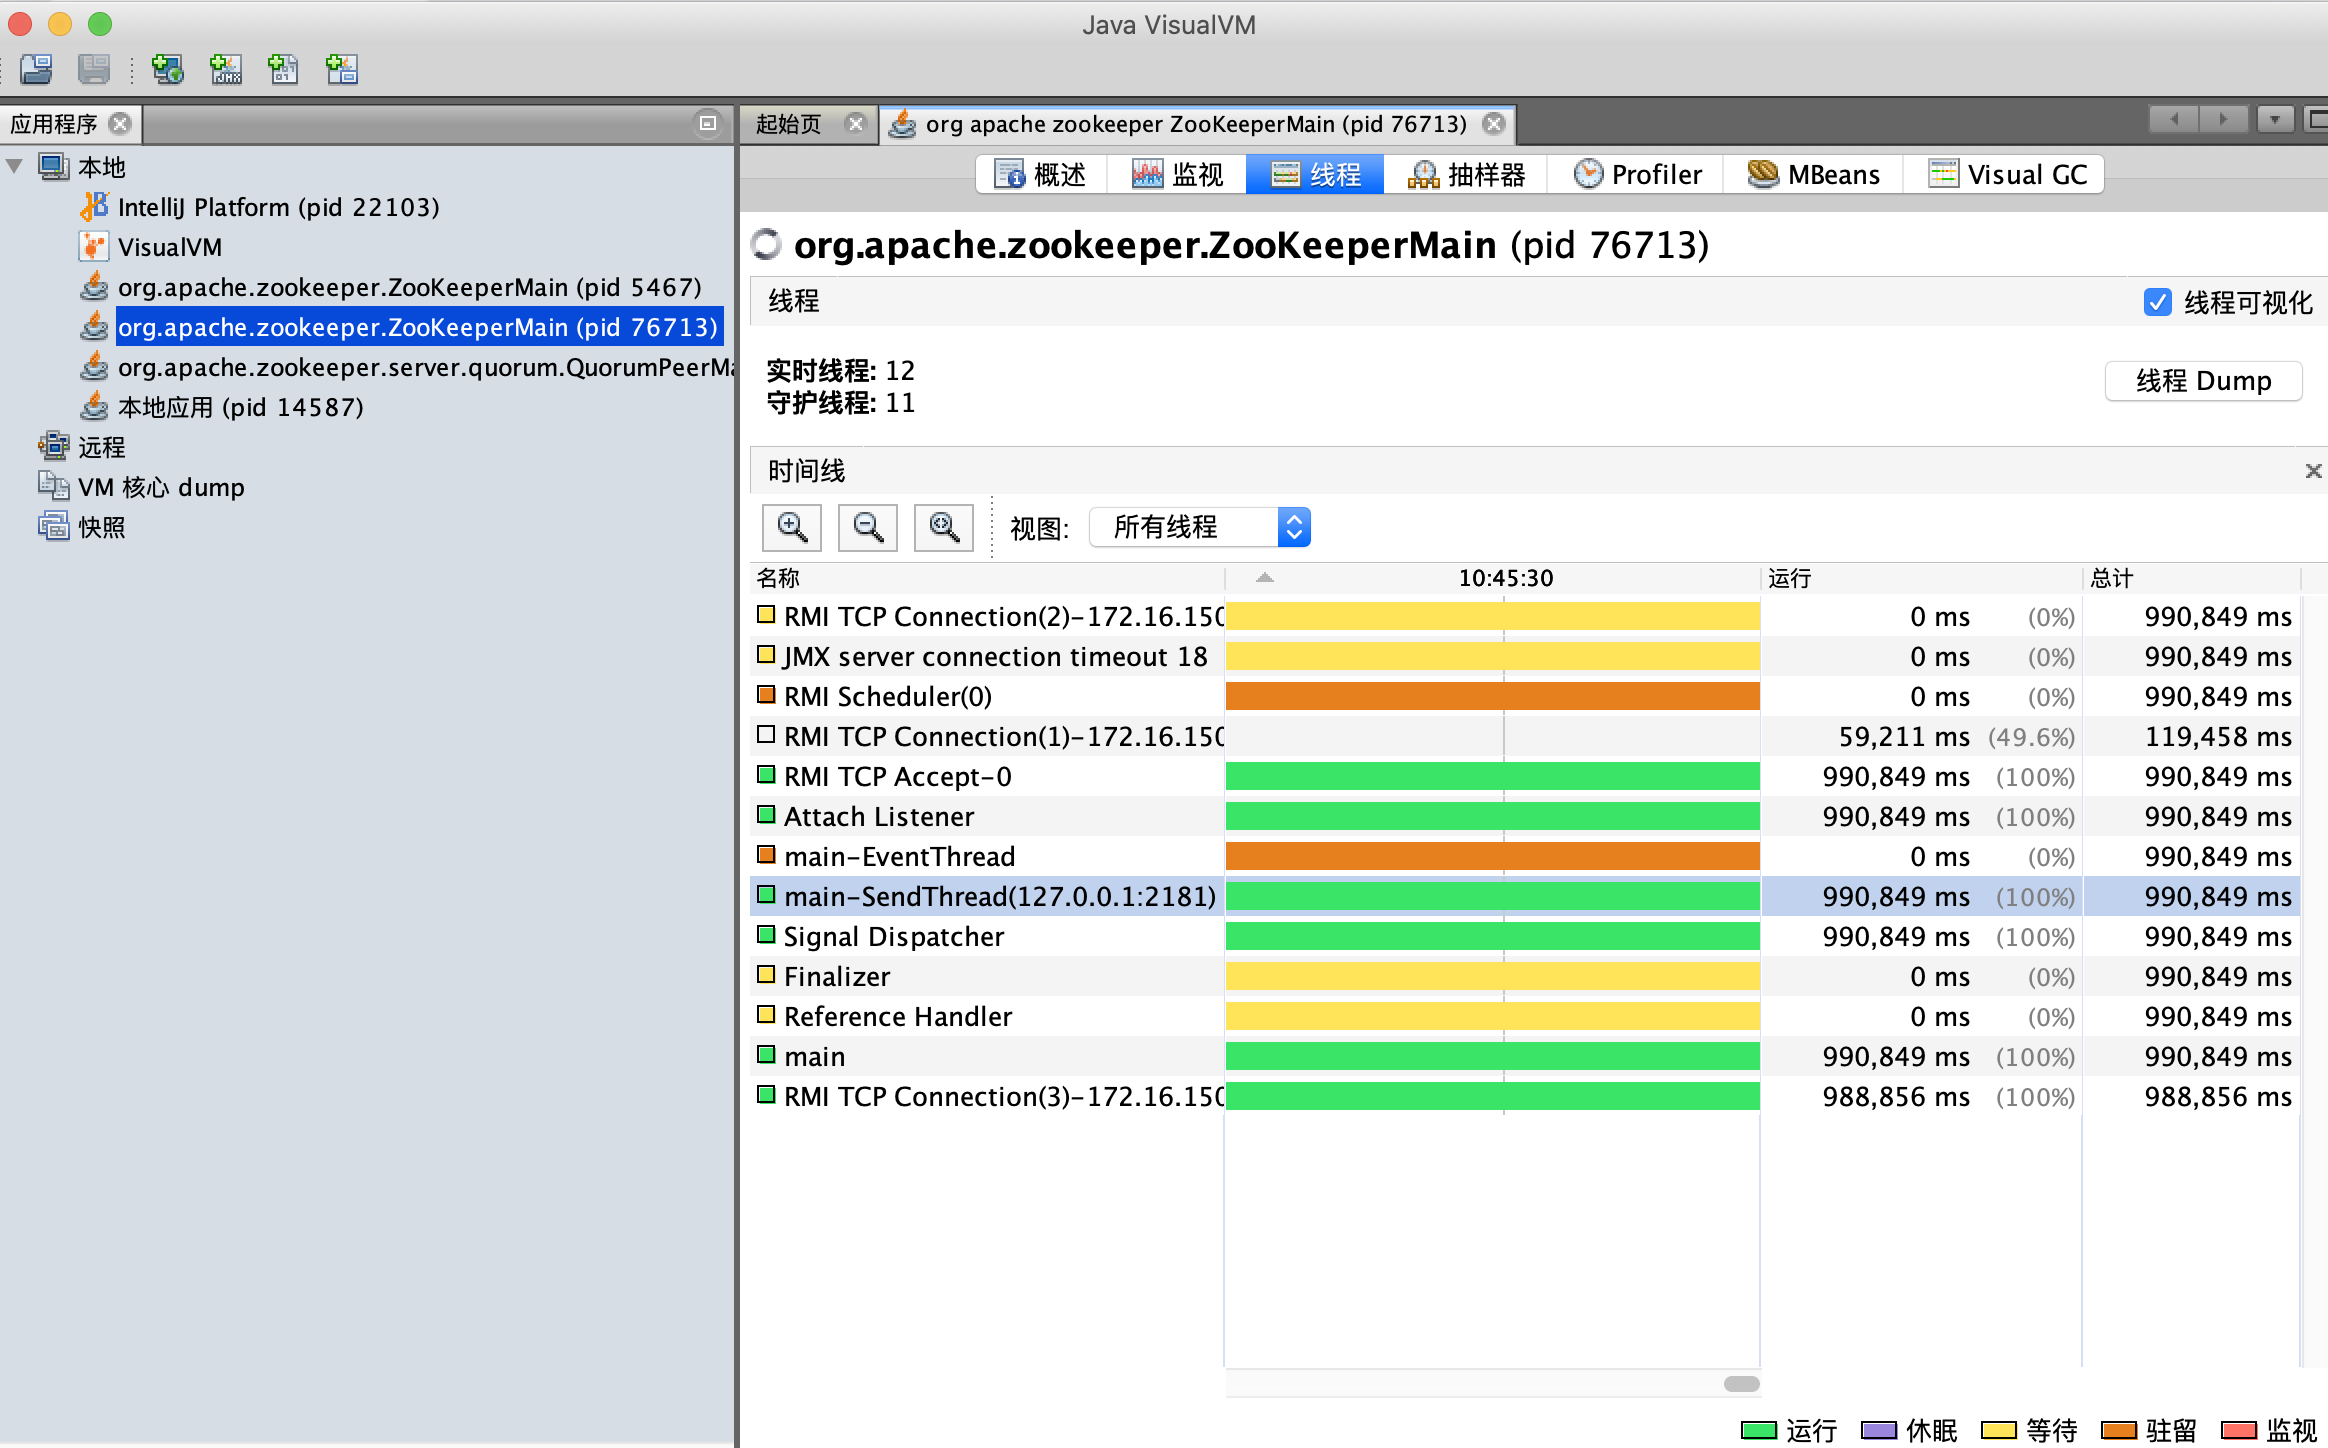 Java VisualVM
应用程序
起始页
org apache zookeeper ZooKeeperMain (pid 76713)
本地
IntelliJ Platform (pid 22103)
VisualVM
org.apache.zookeeper.ZooKeeperMain (pid 5467)
org.apache.zookeeper.ZooKeeperMain (pid 76713)
org.apache.zookeeper.server.quorum.QuorumPeerMa
本地应用 (pid 14587)
远程
VM 核心 dump
快照
概述 监视 线程 抽样器 Profiler MBeans Visual GC
org.apache.zookeeper.ZooKeeperMain (pid 76713)
线程 线程可视化
实时线程: 12
守护线程: 11
线程 Dump
时间线
视图: 所有线程
名称 10:45:30 运行 总计
RMI TCP Connection(2)-172.16.150 0 ms (0%) 990,849 ms
JMX server connection timeout 18 0 ms (0%) 990,849 ms
RMI Scheduler(0) 0 ms (0%) 990,849 ms
RMI TCP Connection(1)-172.16.150 59,211 ms (49.6%) 119,458 ms
RMI TCP Accept-0 990,849 ms (100%) 990,849 ms
Attach Listener 990,849 ms (100%) 990,849 ms
main-EventThread 0 ms (0%) 990,849 ms
main-SendThread(127.0.0.1:2181) 990,849 ms (100%) 990,849 ms
Signal Dispatcher 990,849 ms (100%) 990,849 ms
Finalizer 0 ms (0%) 990,849 ms
Reference Handler 0 ms (0%) 990,849 ms
main 990,849 ms (100%) 990,849 ms
RMI TCP Connection(3)-172.16.150 988,856 ms (100%) 988,856 ms
运行 休眠 等待 驻留 监视